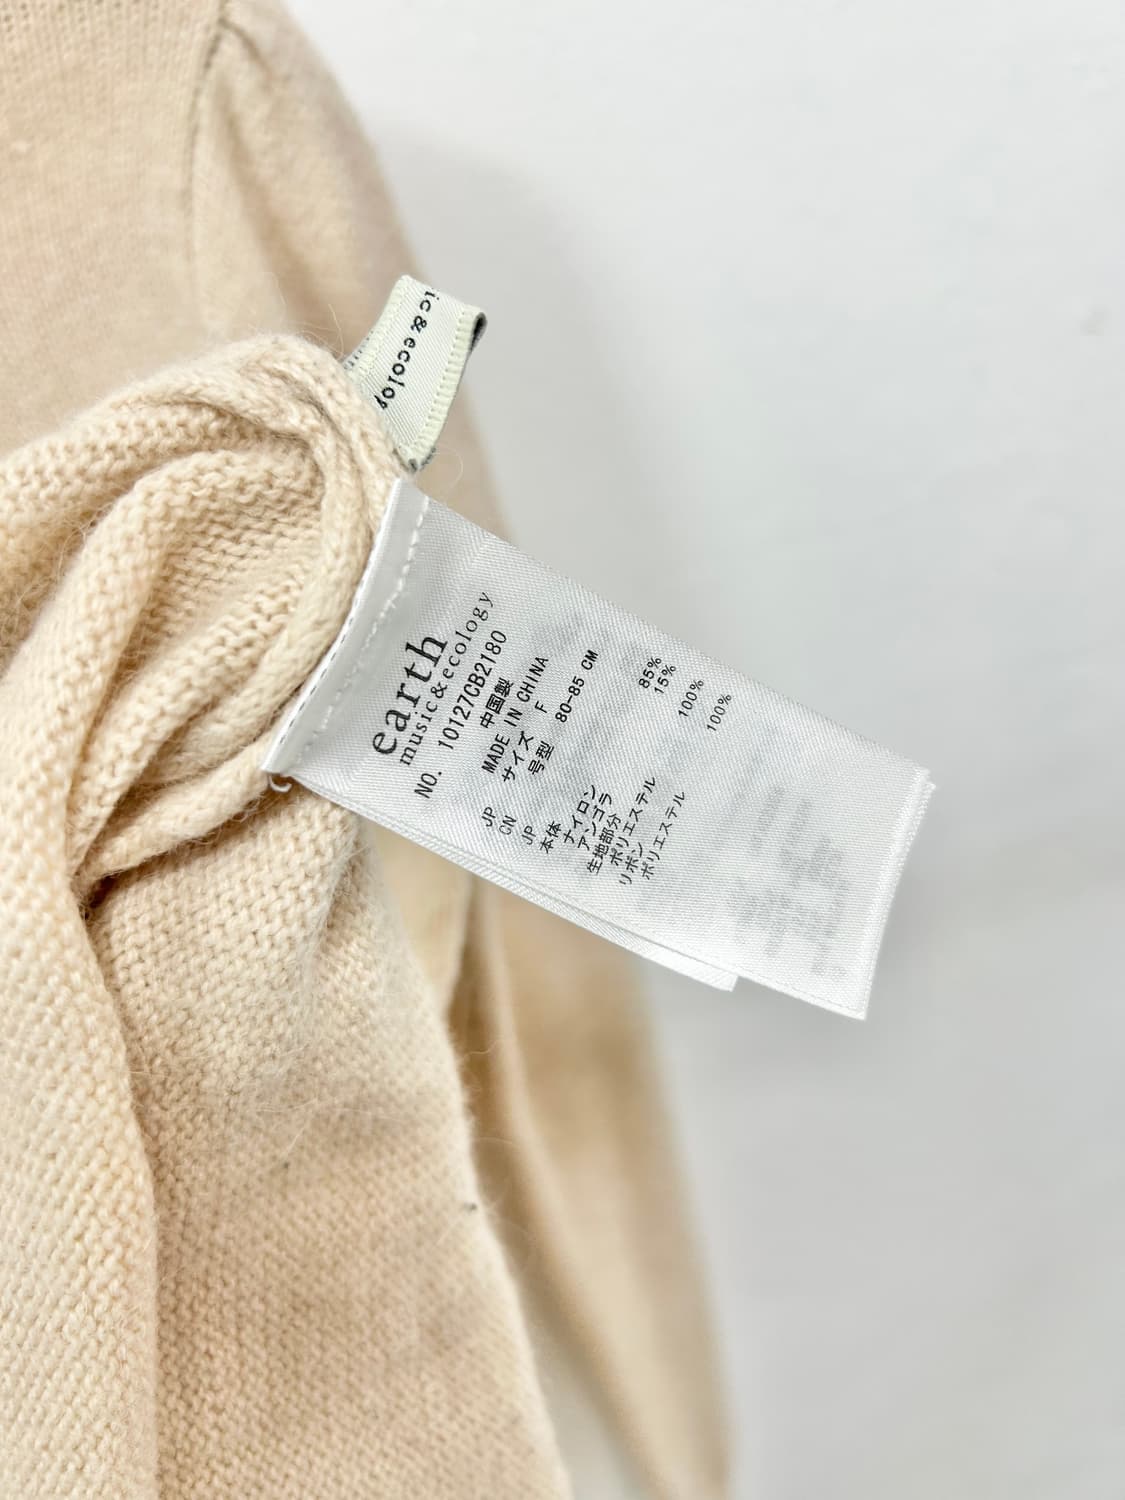 ic&ecolog
earth
music&ecology
NO. 10127CB2180
中国製
MADE IN CHINA
JP サイズ F
CN 号型 80-85 CM
JP
本体
ナイロン 85%
アンゴラ 15%
生地部分
ポリエステル 100%
リボン
ポリエステル 100%